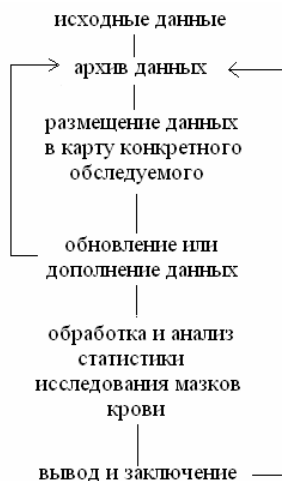 исходные данные
архив данных
размещение данных
в карту конкретного
обследуемого
обновление или
дополнение данных
обработка и анализ
статистики
исследования мазков
крови
вывод и заключение